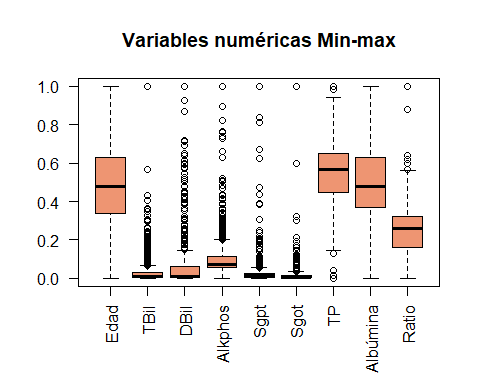 Variables numéricas Min-max
1.0
0.8
0.6
0.4
0.2
0.0
Edad
TBil
DBil
Alkphos
Sgpt
Sgot
TP
Albúmina
Ratio